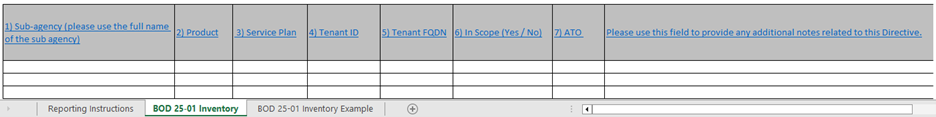 1) Sub-agency (please use the full name
of the sub agency)
2) Product
3) Service Plan
4) Tenant ID
5) Tenant FQDN
6) In Scope (Yes / No)
7) ATO
Please use this field to provide any additional notes related to this Directive.
Reporting Instructions
BOD 25-01 Inventory
BOD 25-01 Inventory Example